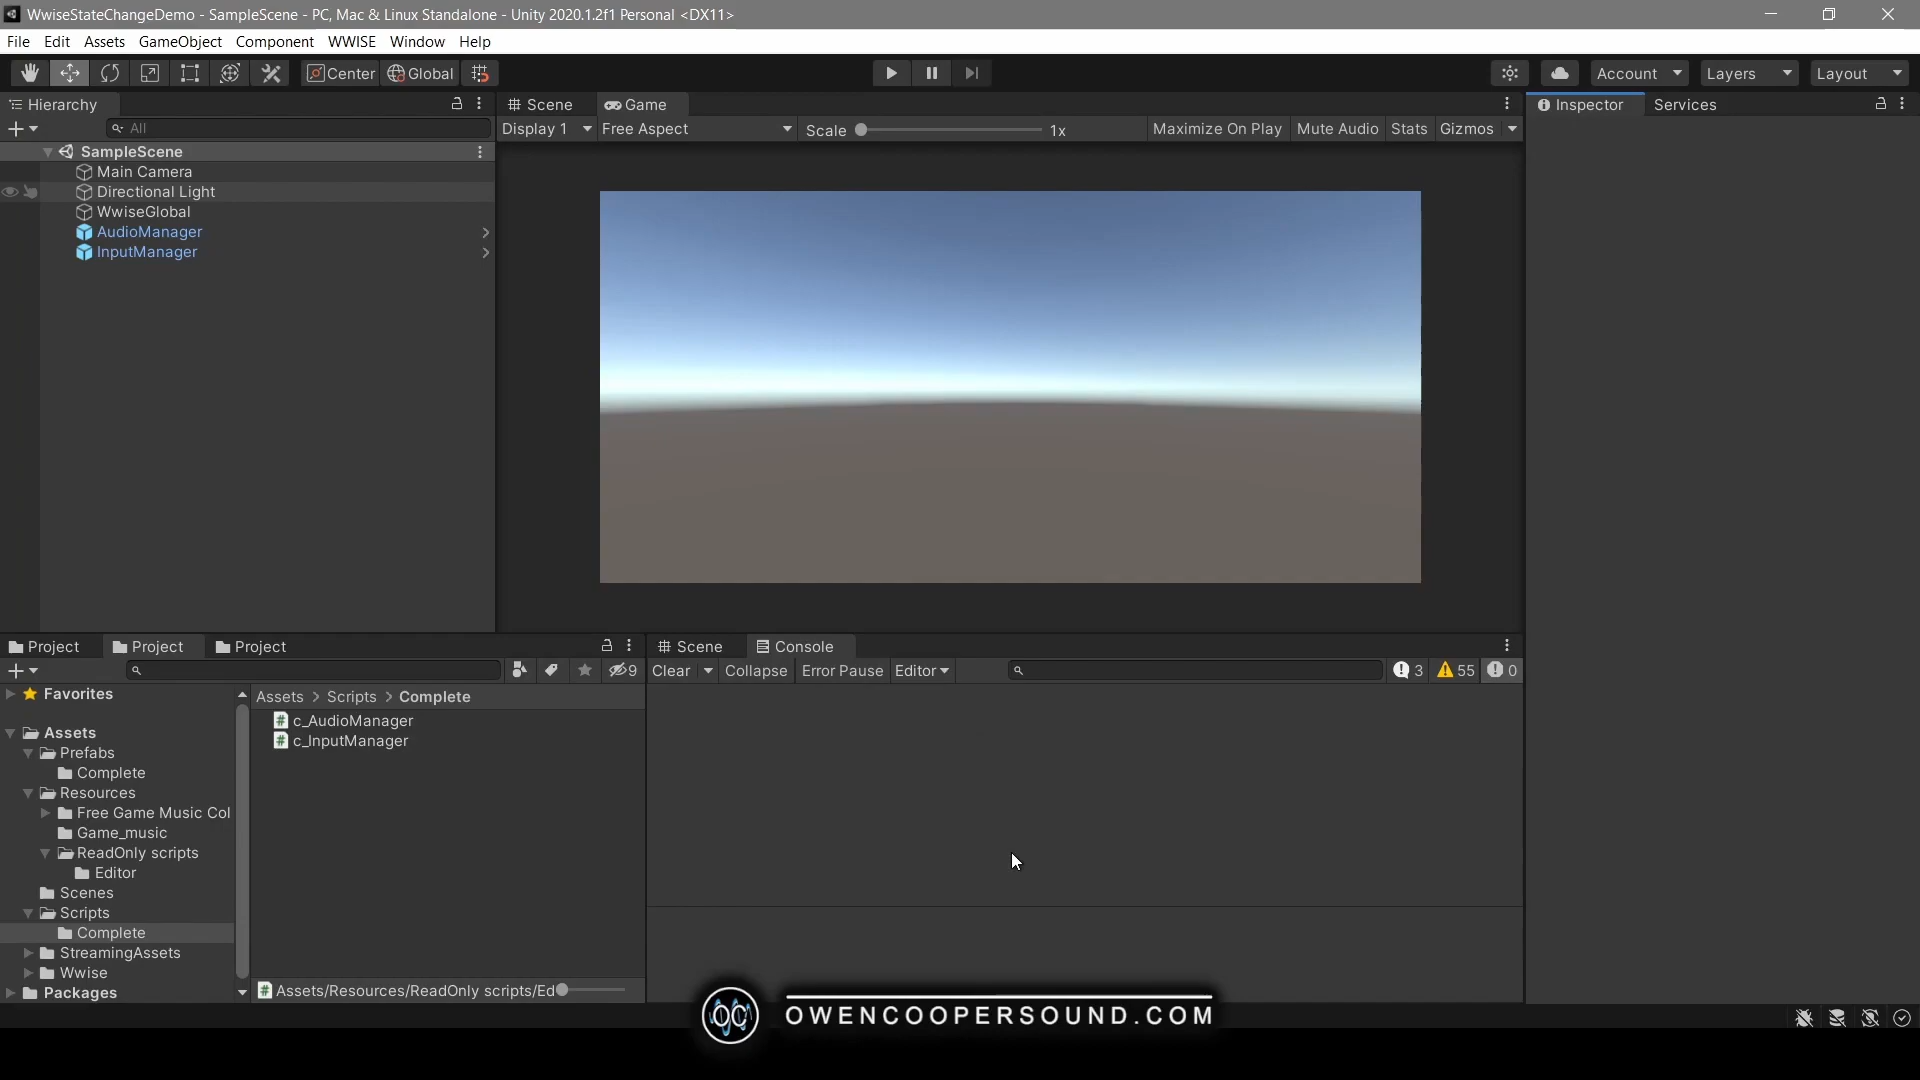 WwiseStateChangeDemo - SampleScene - PC, Mac & Linux Standalone - Unity 2020.1.2f1 Personal <DX11>
File Edit Assets GameObject Component WWISE Window Help
Center Global Account Layers Layout
Hierarchy
All
SampleScene
Main Camera
Directional Light
WwiseGlobal
AudioManager
InputManager
Scene Game
Display 1 Free Aspect Scale 1x Maximize On Play Mute Audio Stats Gizmos
Inspector Services
Project Project Project
9
Favorites
Assets
Prefabs
Complete
Resources
Free Game Music Col
Game_music
ReadOnly scripts
Editor
Scenes
Scripts
Complete
StreamingAssets
Wwise
Packages
Assets > Scripts > Complete
c_AudioManager
c_InputManager
Assets/Resources/ReadOnly scripts/Ed
Scene Console
Clear Collapse Error Pause Editor 3 55 0
OC OWENCOOPERSOUND.COM